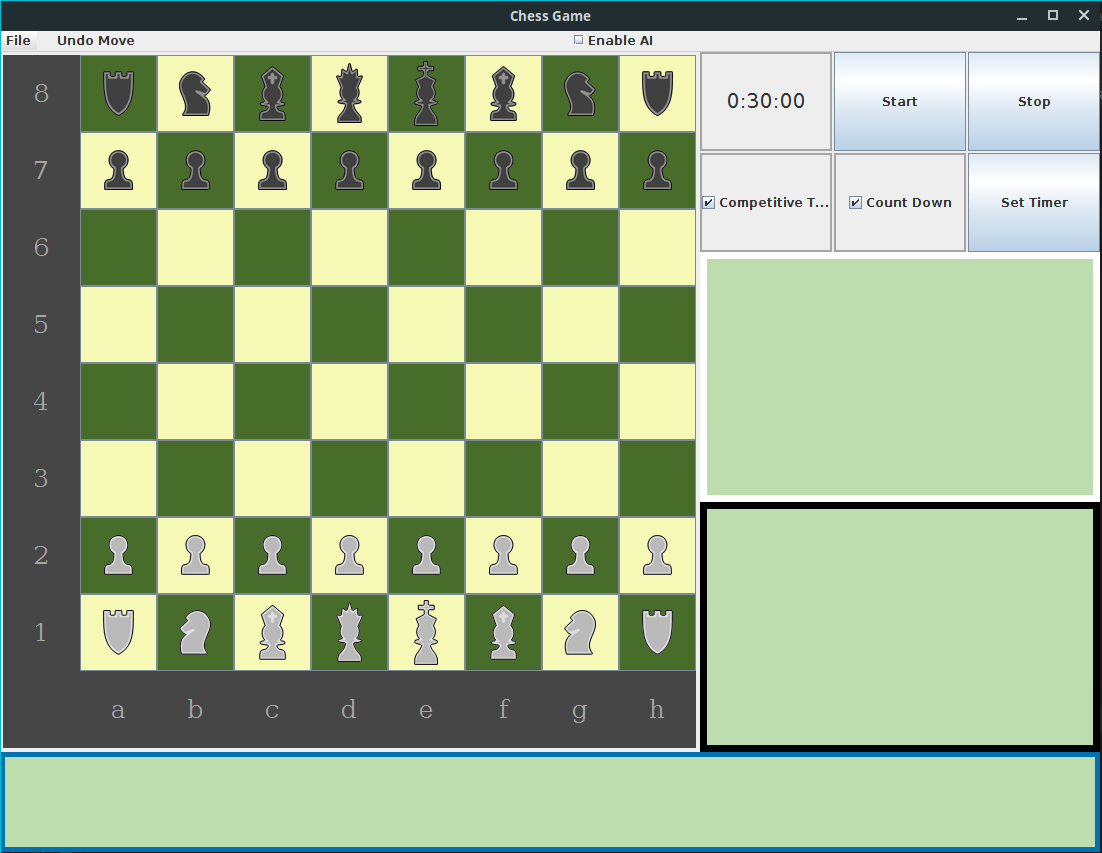 Chess Game
File Undo Move Enable AI
0:30:00 Start Stop
Competitive T... Count Down Set Timer
8
7
6
5
4
3
2
1
a b c d e f g h